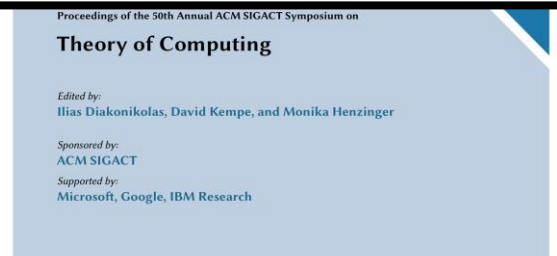 Proceedings of the 50th Annual ACM SIGACT Symposium on
Theory of Computing
Edited by:
Ilias Diakonikolas, David Kempe, and Monika Henzinger
Sponsored by:
ACM SIGACT
Supported by:
Microsoft, Google, IBM Research